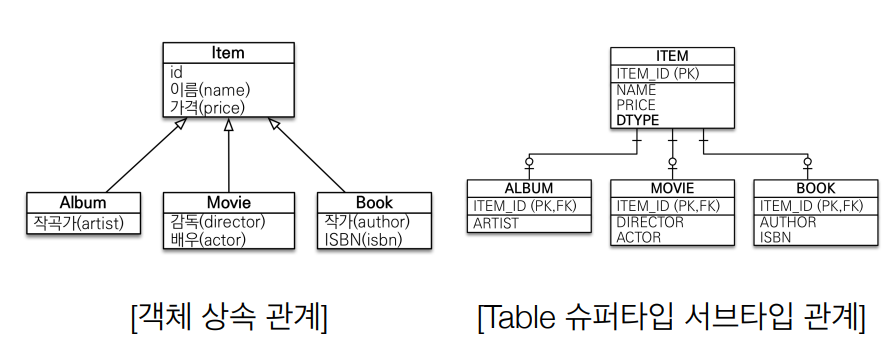 Item
id
이름(name)
가격(price)
Album
작곡가(artist)
Movie
감독(director)
배우(actor)
Book
작가(author)
ISBN(isbn)
[객체 상속 관계]
ITEM
ITEM_ID (PK)
NAME
PRICE
DTYPE
ALBUM
ITEM_ID (PK,FK)
ARTIST
MOVIE
ITEM_ID (PK,FK)
DIRECTOR
ACTOR
BOOK
ITEM_ID (PK,FK)
AUTHOR
ISBN
[Table 슈퍼타입 서브타입 관계]